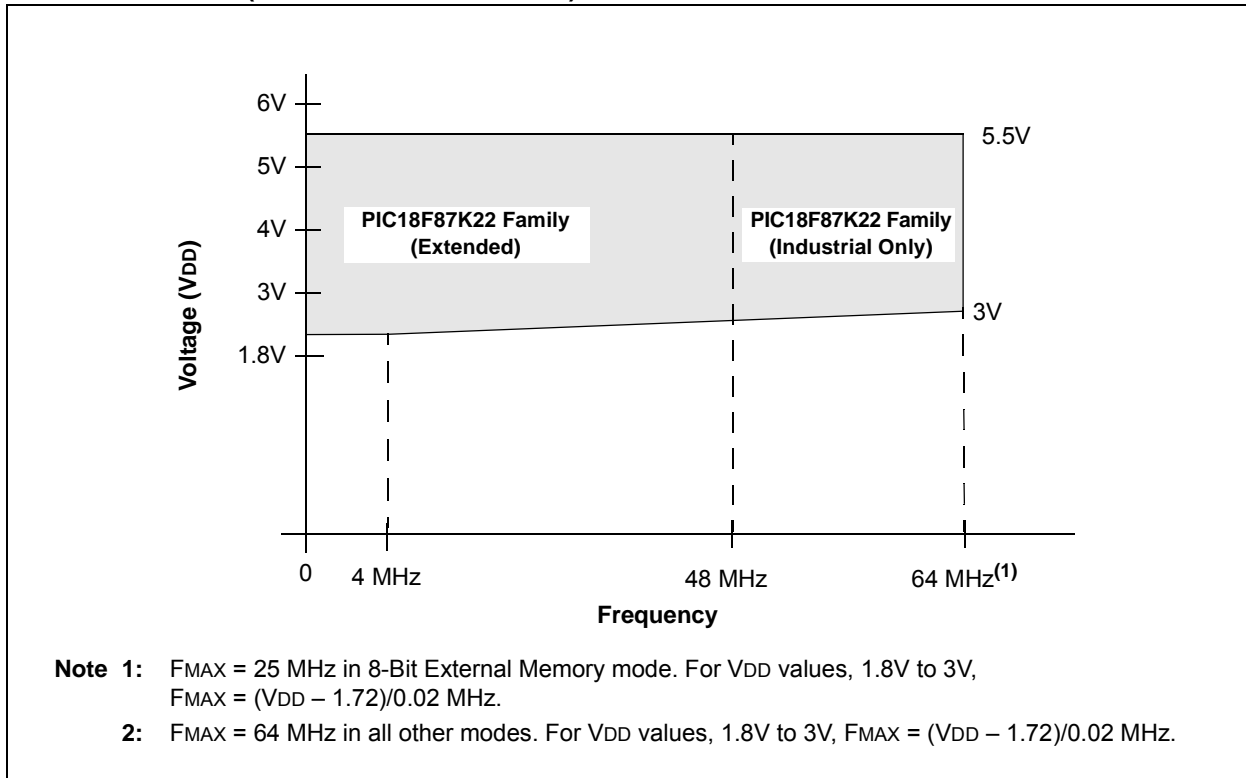 6V
5.5V
5V
PIC18F87K22 Family
(Extended)
PIC18F87K22 Family
(Industrial Only)
4V
3V
3V
1.8V
Voltage (VDD)
0
4 MHz
48 MHz
64 MHz(1)
Frequency
Note 1: FMAX = 25 MHz in 8-Bit External Memory mode. For VDD values, 1.8V to 3V,
FMAX = (VDD – 1.72)/0.02 MHz.
2: FMAX = 64 MHz in all other modes. For VDD values, 1.8V to 3V, FMAX = (VDD – 1.72)/0.02 MHz.